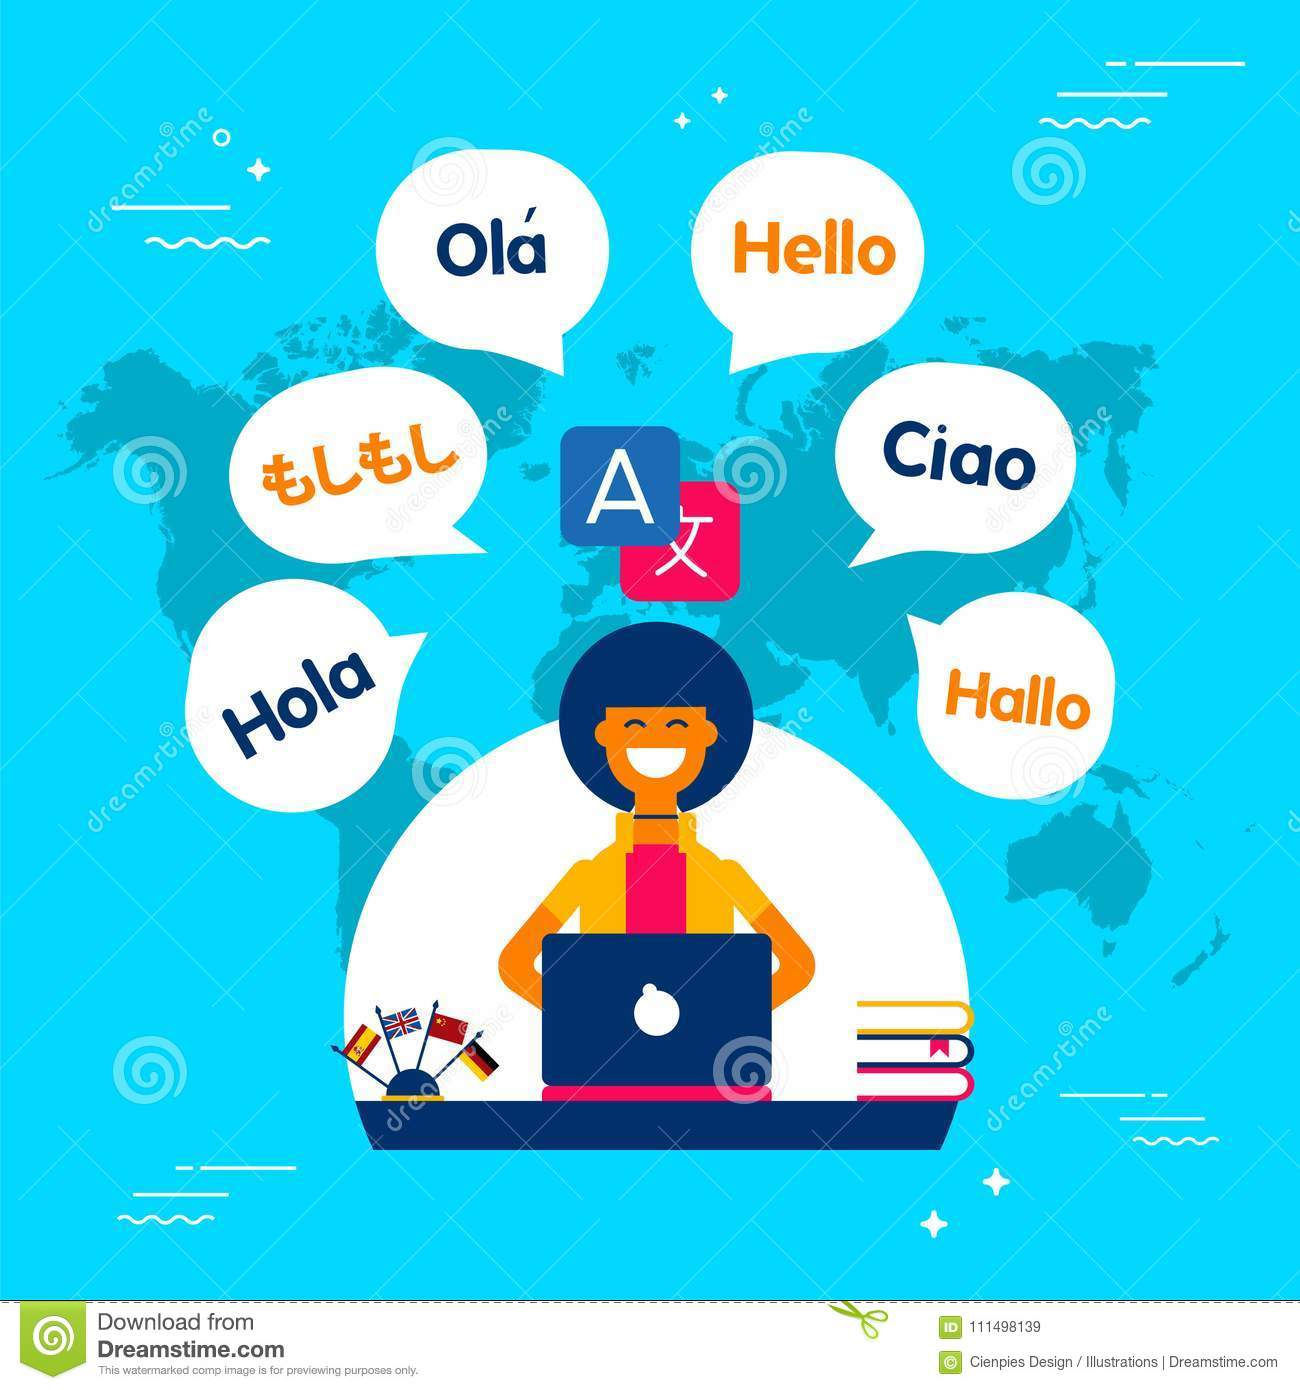 Olá
Hello
もしもし
Ciao
A
文
Hola
Hallo
dreamstime
Download from
Dreamstime.com
This watermarked comp image is for previewing purposes only.
ID 111498139
© Cienpies Design / Illustrations | Dreamstime.com